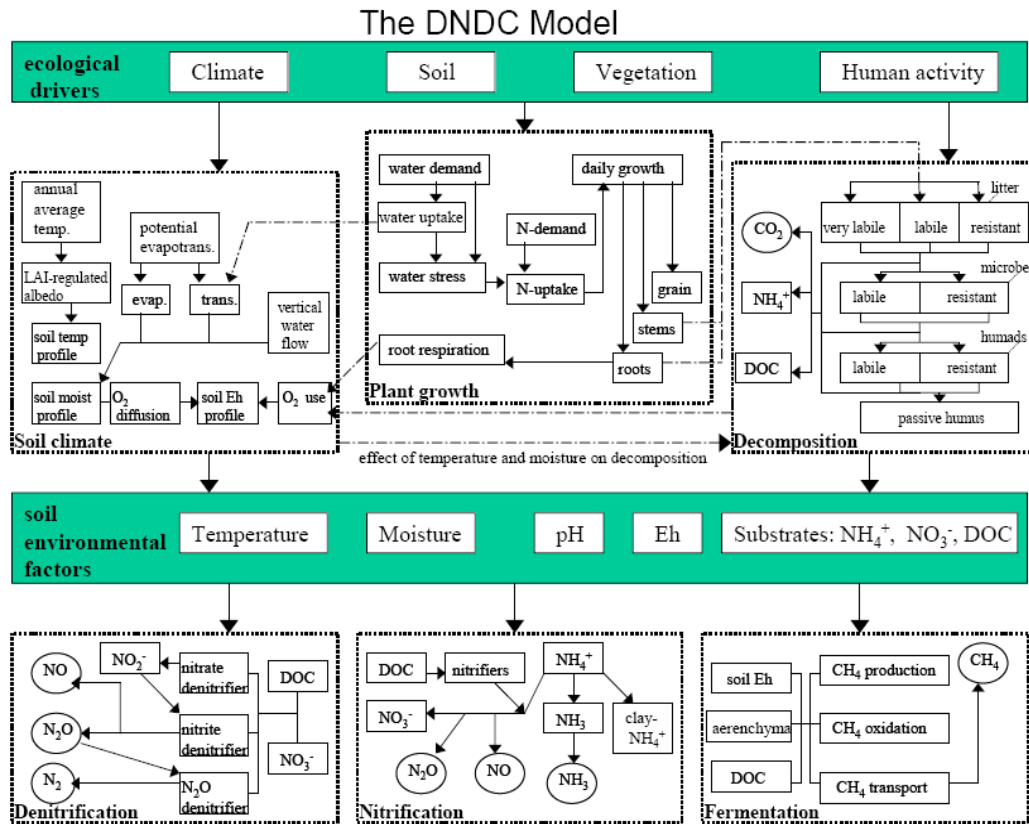 The DNDC Model
ecological
drivers
Climate
Soil
Vegetation
Human activity
annual
average
temp.
potential
evapotrans.
LAI-regulated
albedo
evap.
trans.
vertical
water
flow
soil temp
profile
soil moist
profile
O₂
diffusion
soil Eh
profile
O₂ use
Soil climate
water demand
daily growth
water uptake
N-demand
water stress
N-uptake
grain
stems
root respiration
roots
Plant growth
litter
CO₂
very labile
labile
resistant
microbe
NH₄⁺
labile
resistant
humads
DOC
labile
resistant
passive humus
Decomposition
effect of temperature and moisture on decomposition
soil
environmental
factors
Temperature
Moisture
pH
Eh
Substrates: NH₄⁺, NO₃⁻, DOC
NO
NO₂⁻
nitrate
denitrifier
DOC
N₂O
nitrite
denitrifier
NO₃⁻
N₂
N₂O
denitrifier
Denitrification
DOC
nitrifiers
NH₄⁺
NO₃⁻
NH₃
clay-
NH₄⁺
N₂O
NO
NH₃
Nitrification
soil Eh
CH₄ production
CH₄
aerenchyma
CH₄ oxidation
DOC
CH₄ transport
Fermentation